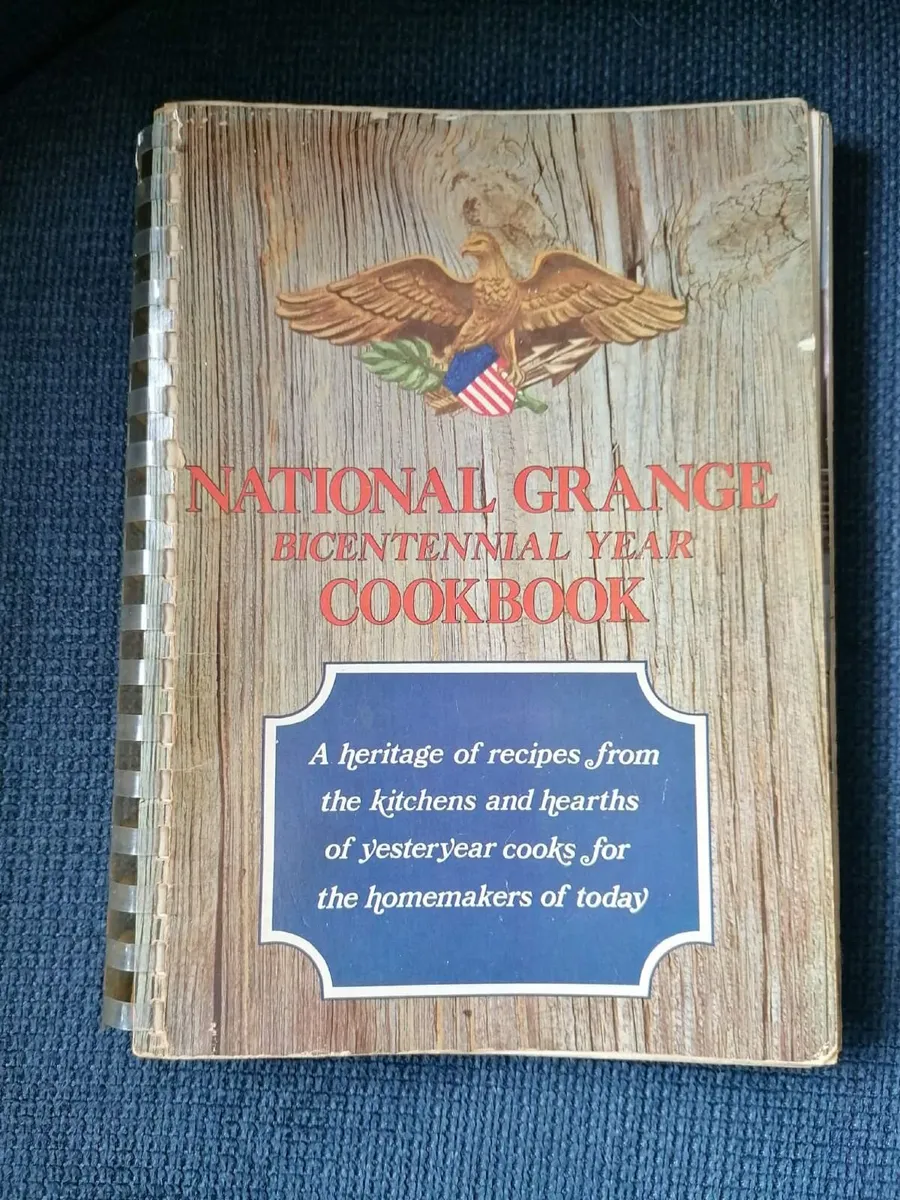 NATIONAL GRANGE
BICENTENNIAL YEAR
COOKBOOK
A heritage of recipes from
the kitchens and hearths
of yesteryear cooks for
the homemakers of today